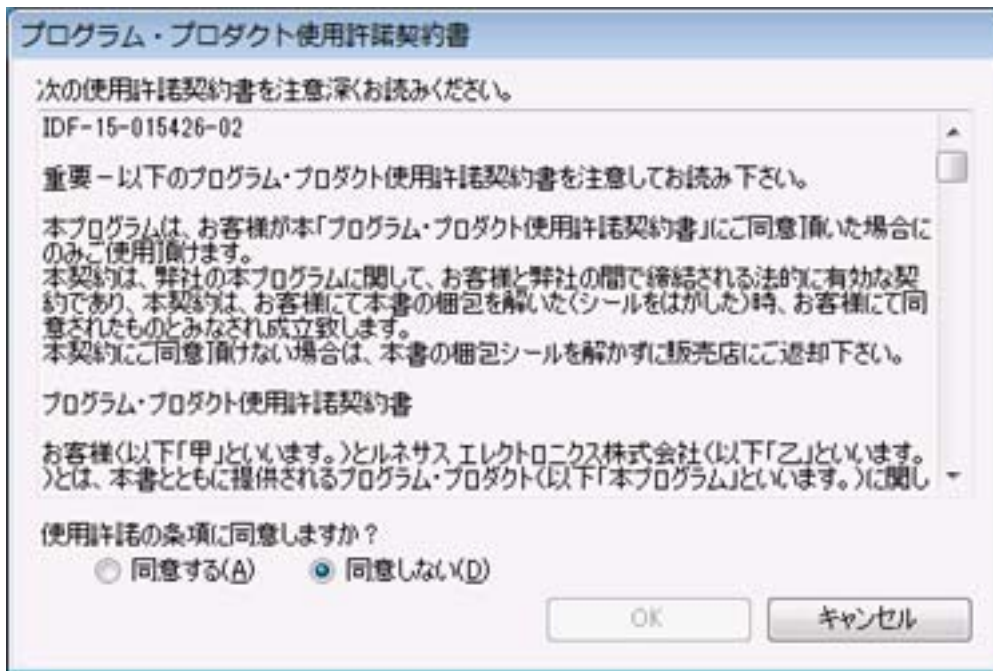 プログラム・プロダクト使用許諾契約書
次の使用許諾契約書を注意深くお読みください。
IDF-15-015426-02
重要－以下のプログラム・プロダクト使用許諾契約書を注意してお読み下さい。
本プログラムは、お客様が本「プログラム・プロダクト使用許諾契約書」にご同意頂いた場合に
のみご使用頂けます。
本契約は、弊社の本プログラムに関して、お客様と弊社の間で締結される法的に有効な契
約であり、本契約は、お客様にて本書の梱包を解いた（シールをはがした）時、お客様にて同
意されたものとみなされ成立致します。
本契約にご同意頂けない場合は、本書の梱包シールを解かずに販売店にご返却下さい。
プログラム・プロダクト使用許諾契約書
お客様（以下「甲」といいます。）とルネサス エレクトロニクス株式会社（以下「乙」といいます。
）とは、本書とともに提供されるプログラム・プロダクト（以下「本プログラム」といいます。）に関し
使用許諾の条項に同意しますか？
同意する(A) 同意しない(D)
OK キャンセル